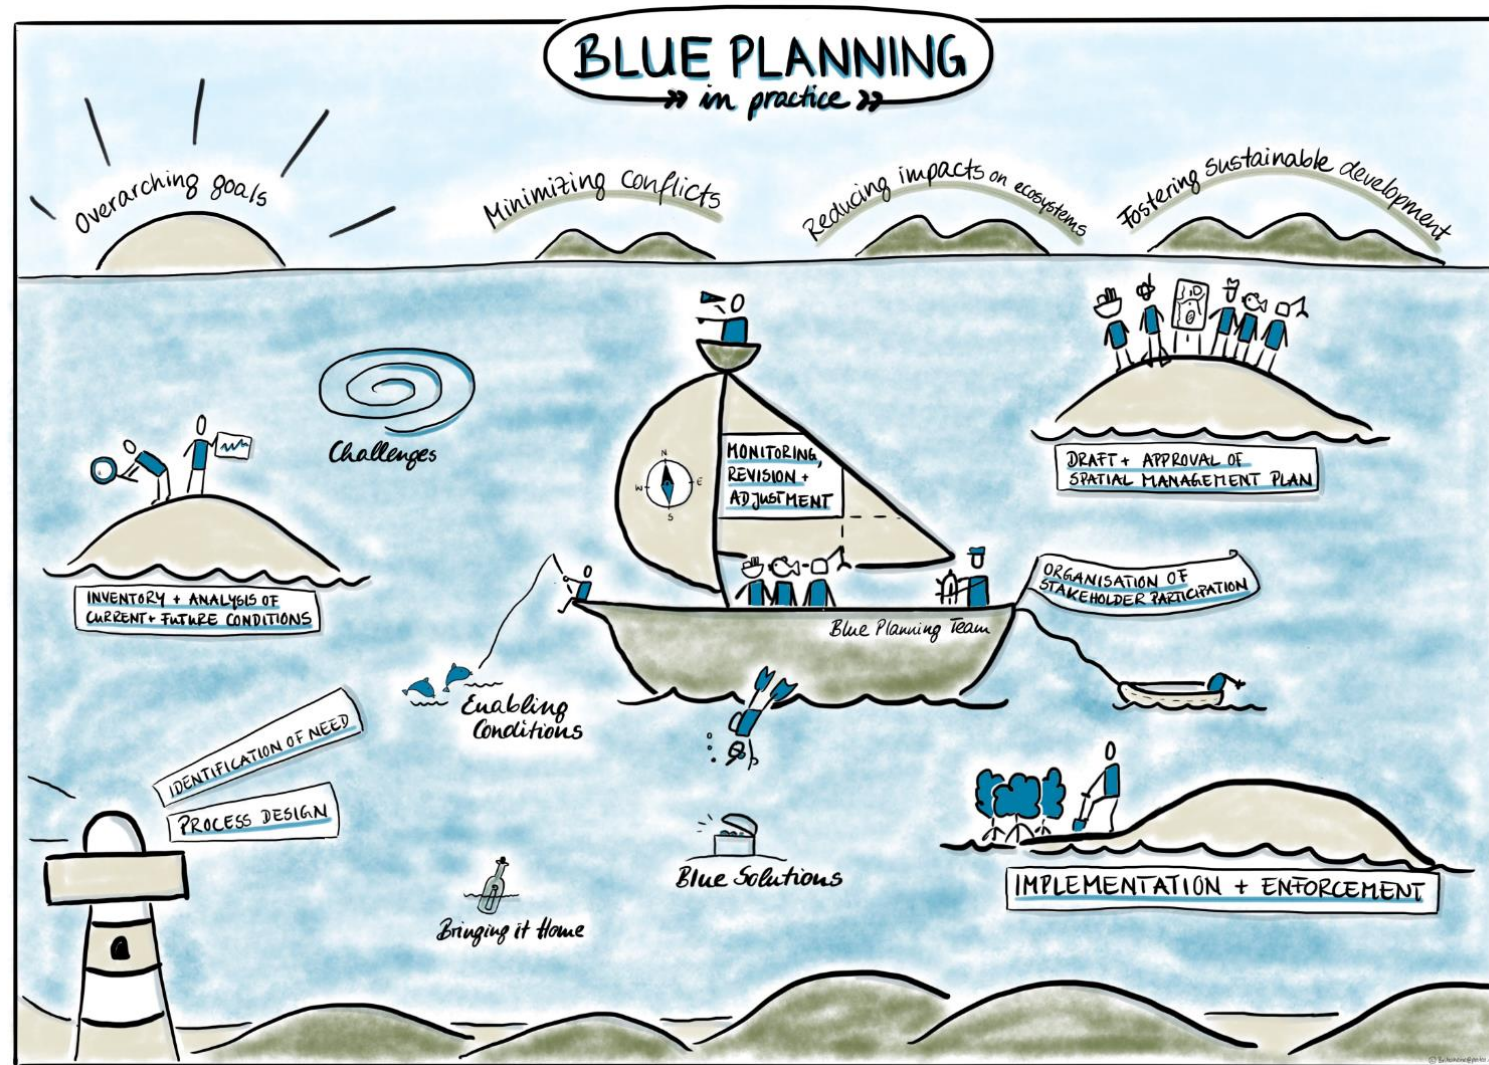 BLUE PLANNING
in practice
Overarching goals
Minimizing conflicts
Reducing impacts on ecosystems
Fostering sustainable development
Challenges
N
W
E
S
MONITORING,
REVISION +
ADJUSTMENT
DRAFT + APPROVAL OF
SPATIAL MANAGEMENT PLAN
INVENTORY + ANALYSIS OF
CURRENT + FUTURE CONDITIONS
ORGANISATION OF
STAKEHOLDER PARTICIPATION
Blue Planning Team
Enabling
Conditions
IDENTIFICATION OF NEED
PROCESS DESIGN
Blue Solutions
Bringing it Home
IMPLEMENTATION + ENFORCEMENT